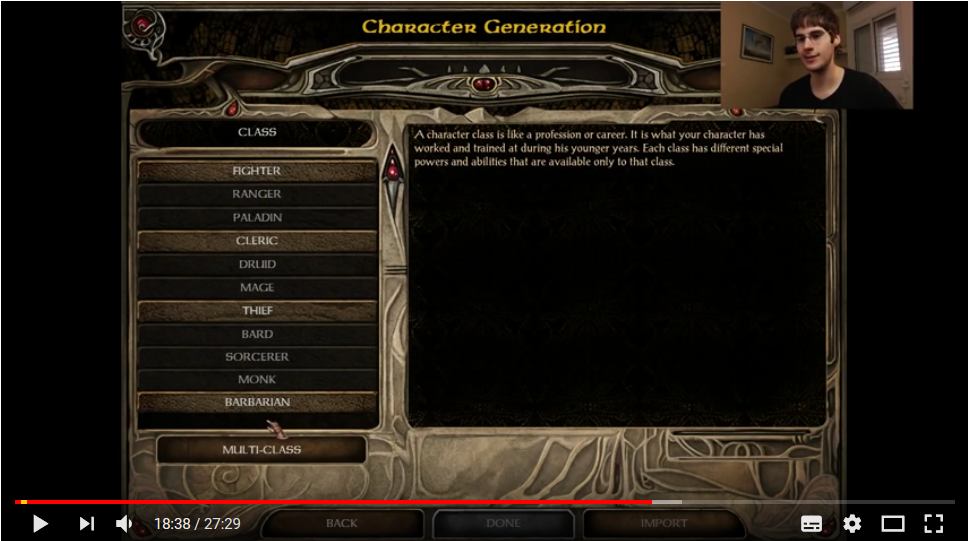 Character Generation
CLASS
FIGHTER
RANGER
PALADIN
CLERIC
DRUID
MAGE
THIEF
BARD
SORCERER
MONK
BARBARIAN
MULTI-CLASS
A character class is like a profession or career. It is what your character has
worked and trained at during his younger years. Each class has different special
powers and abilities that are available only to that class.
BACK
DONE
IMPORT
18:38 / 27:29